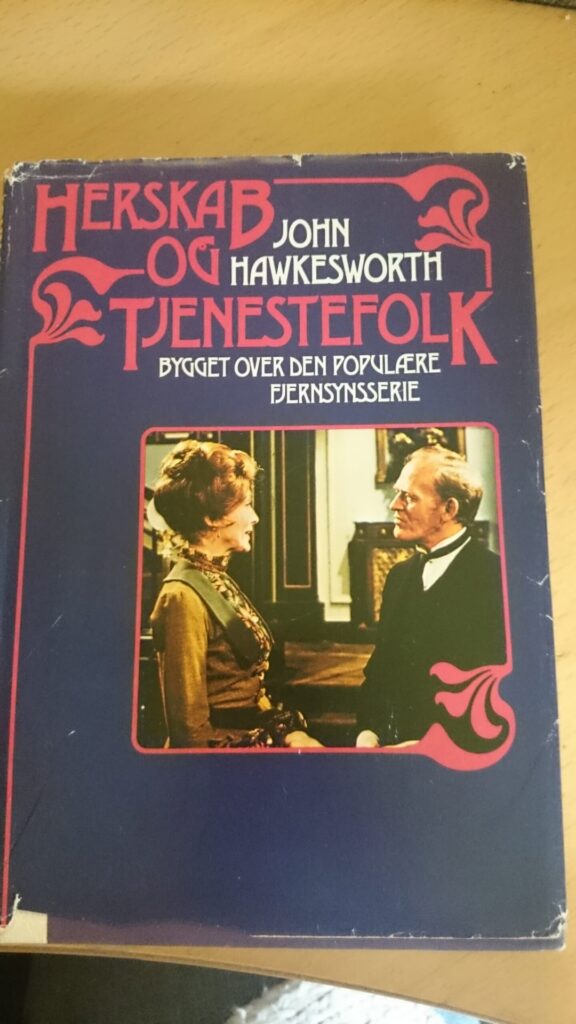 HERSKAB
OG
TJENESTEFOLK
JOHN
HAWKESWORTH
BYGGET OVER DEN POPULÆRE
FJERNSYNSSERIE